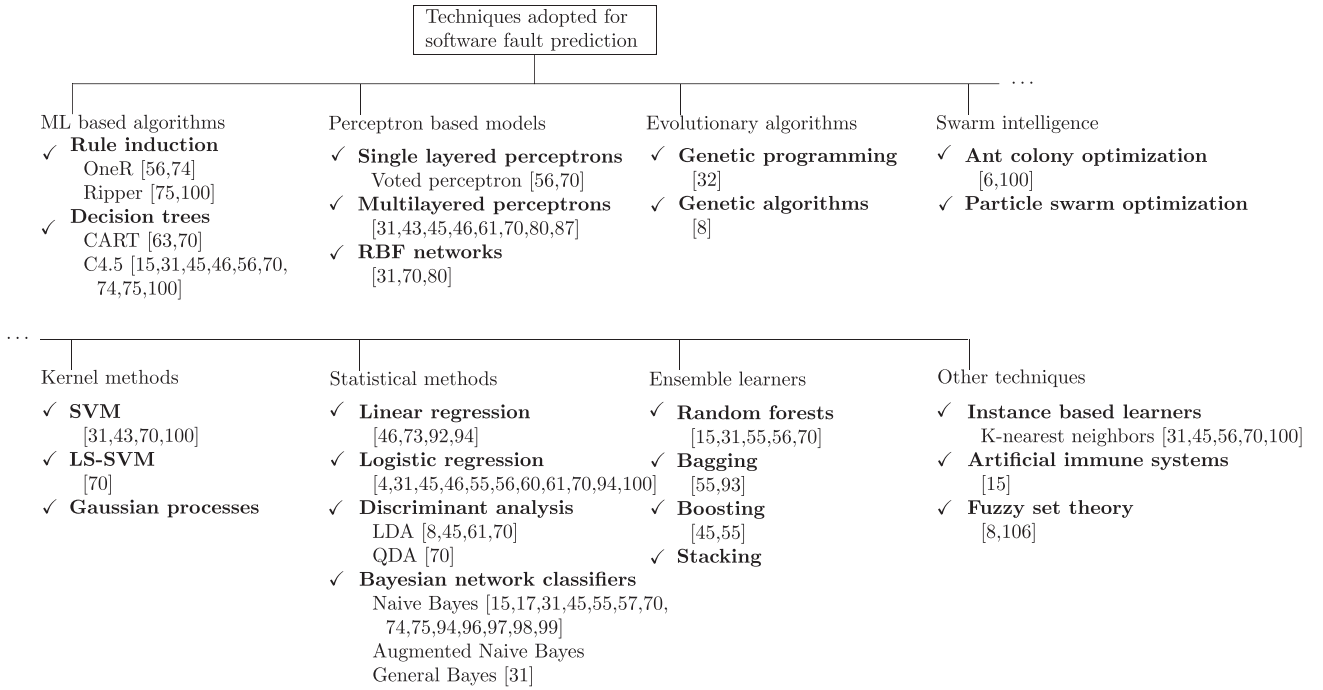 Techniques adopted for
software fault prediction
...
ML based algorithms
✓ Rule induction
OneR [56,74]
Ripper [75,100]
✓ Decision trees
CART [63,70]
C4.5 [15,31,45,46,56,70,
74,75,100]
Perceptron based models
✓ Single layered perceptrons
Voted perceptron [56,70]
✓ Multilayered perceptrons
[31,43,45,46,61,70,80,87]
✓ RBF networks
[31,70,80]
Evolutionary algorithms
✓ Genetic programming
[32]
✓ Genetic algorithms
[8]
Swarm intelligence
✓ Ant colony optimization
[6,100]
✓ Particle swarm optimization
...
Kernel methods
✓ SVM
[31,43,70,100]
✓ LS-SVM
[70]
✓ Gaussian processes
Statistical methods
✓ Linear regression
[46,73,92,94]
✓ Logistic regression
[4,31,45,46,55,56,60,61,70,94,100]
✓ Discriminant analysis
LDA [8,45,61,70]
QDA [70]
✓ Bayesian network classifiers
Naive Bayes [15,17,31,45,55,57,70,
74,75,94,96,97,98,99]
Augmented Naive Bayes
General Bayes [31]
Ensemble learners
✓ Random forests
[15,31,55,56,70]
✓ Bagging
[55,93]
✓ Boosting
[45,55]
✓ Stacking
Other techniques
✓ Instance based learners
K-nearest neighbors [31,45,56,70,100]
✓ Artificial immune systems
[15]
✓ Fuzzy set theory
[8,106]